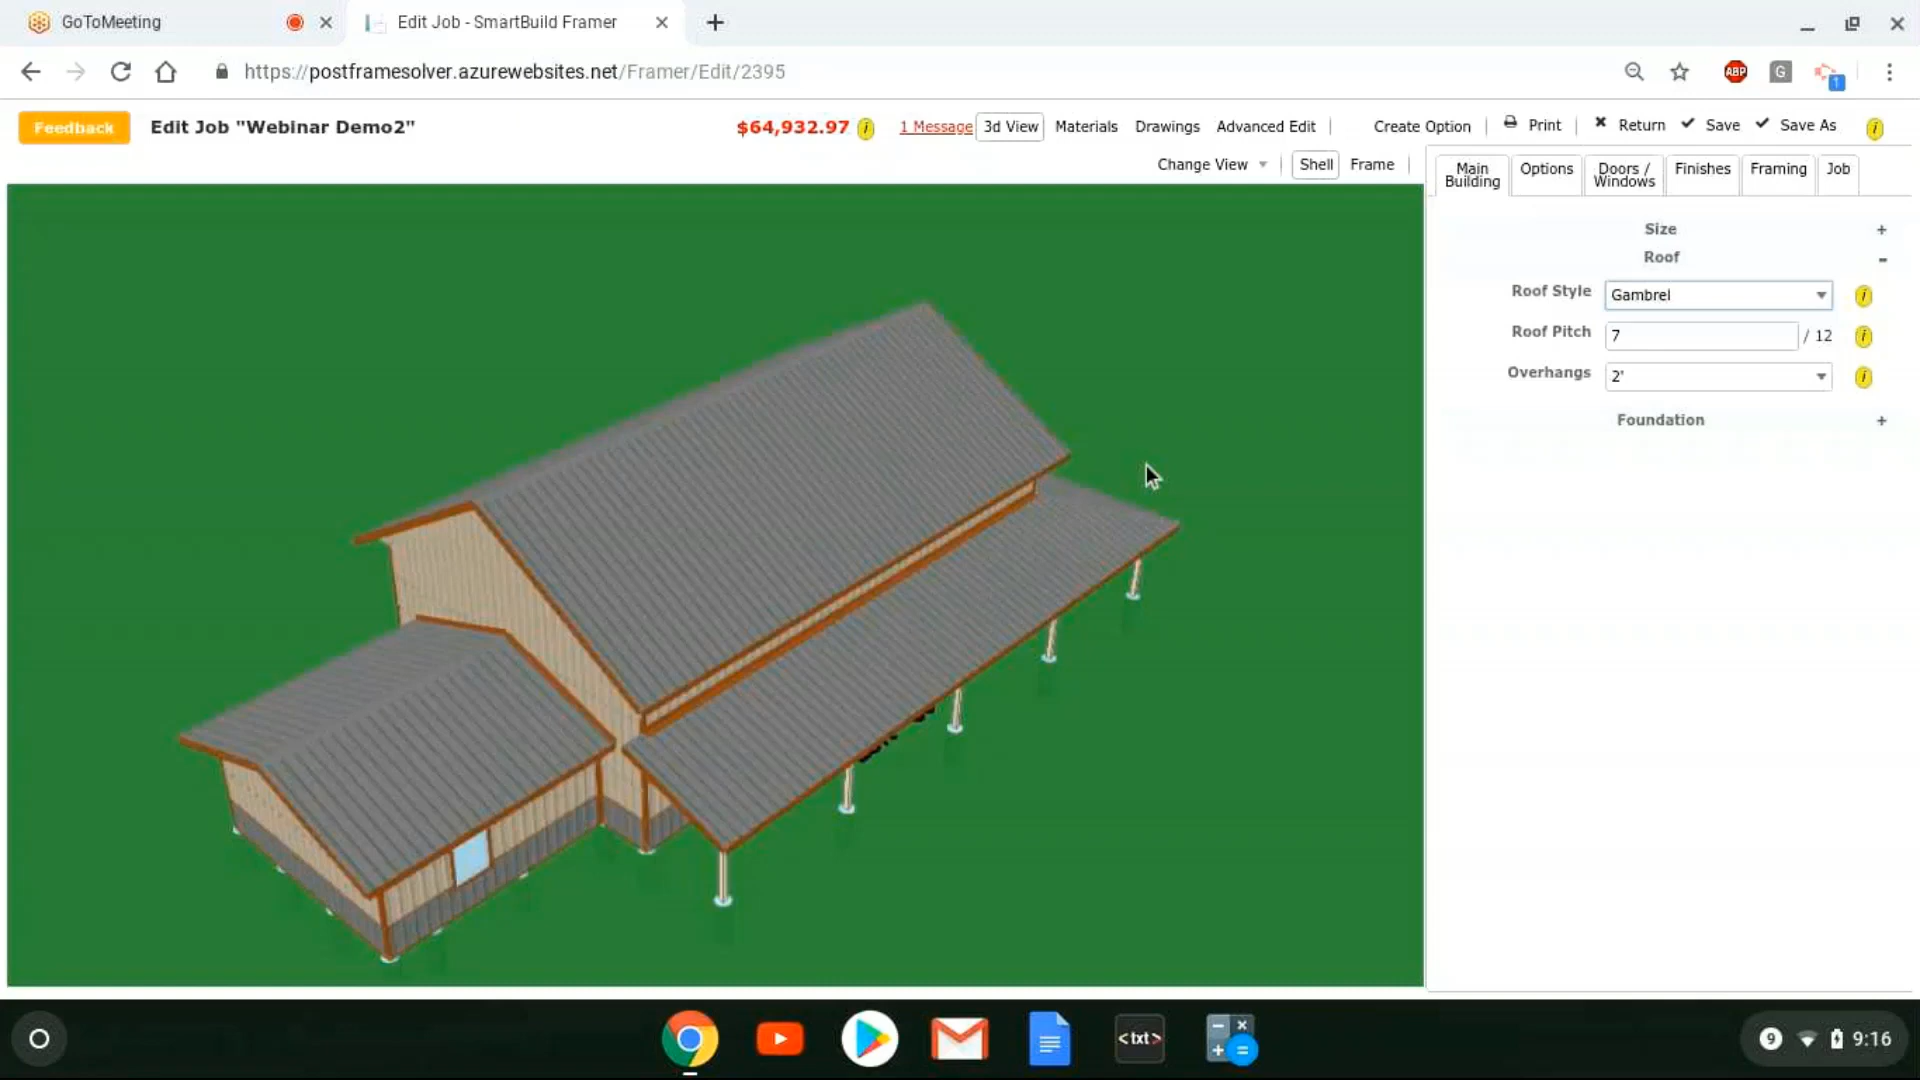 GoToMeeting
Edit Job - SmartBuild Framer
https://postframesolver.azurewebsites.net/Framer/Edit/2395
ABP
G
1
Feedback
Edit Job "Webinar Demo2"
$64,932.97
i
1 Message
3d View
Materials
Drawings
Advanced Edit
Create Option
Print
Return
Save
Save As
i
Change View
Shell
Frame
Main
Building
Options
Doors /
Windows
Finishes
Framing
Job
Size
+
Roof
-
Roof Style
Gambrel
i
Roof Pitch
7
/ 12
i
Overhangs
2'
i
Foundation
+
<txt>
9
9:16